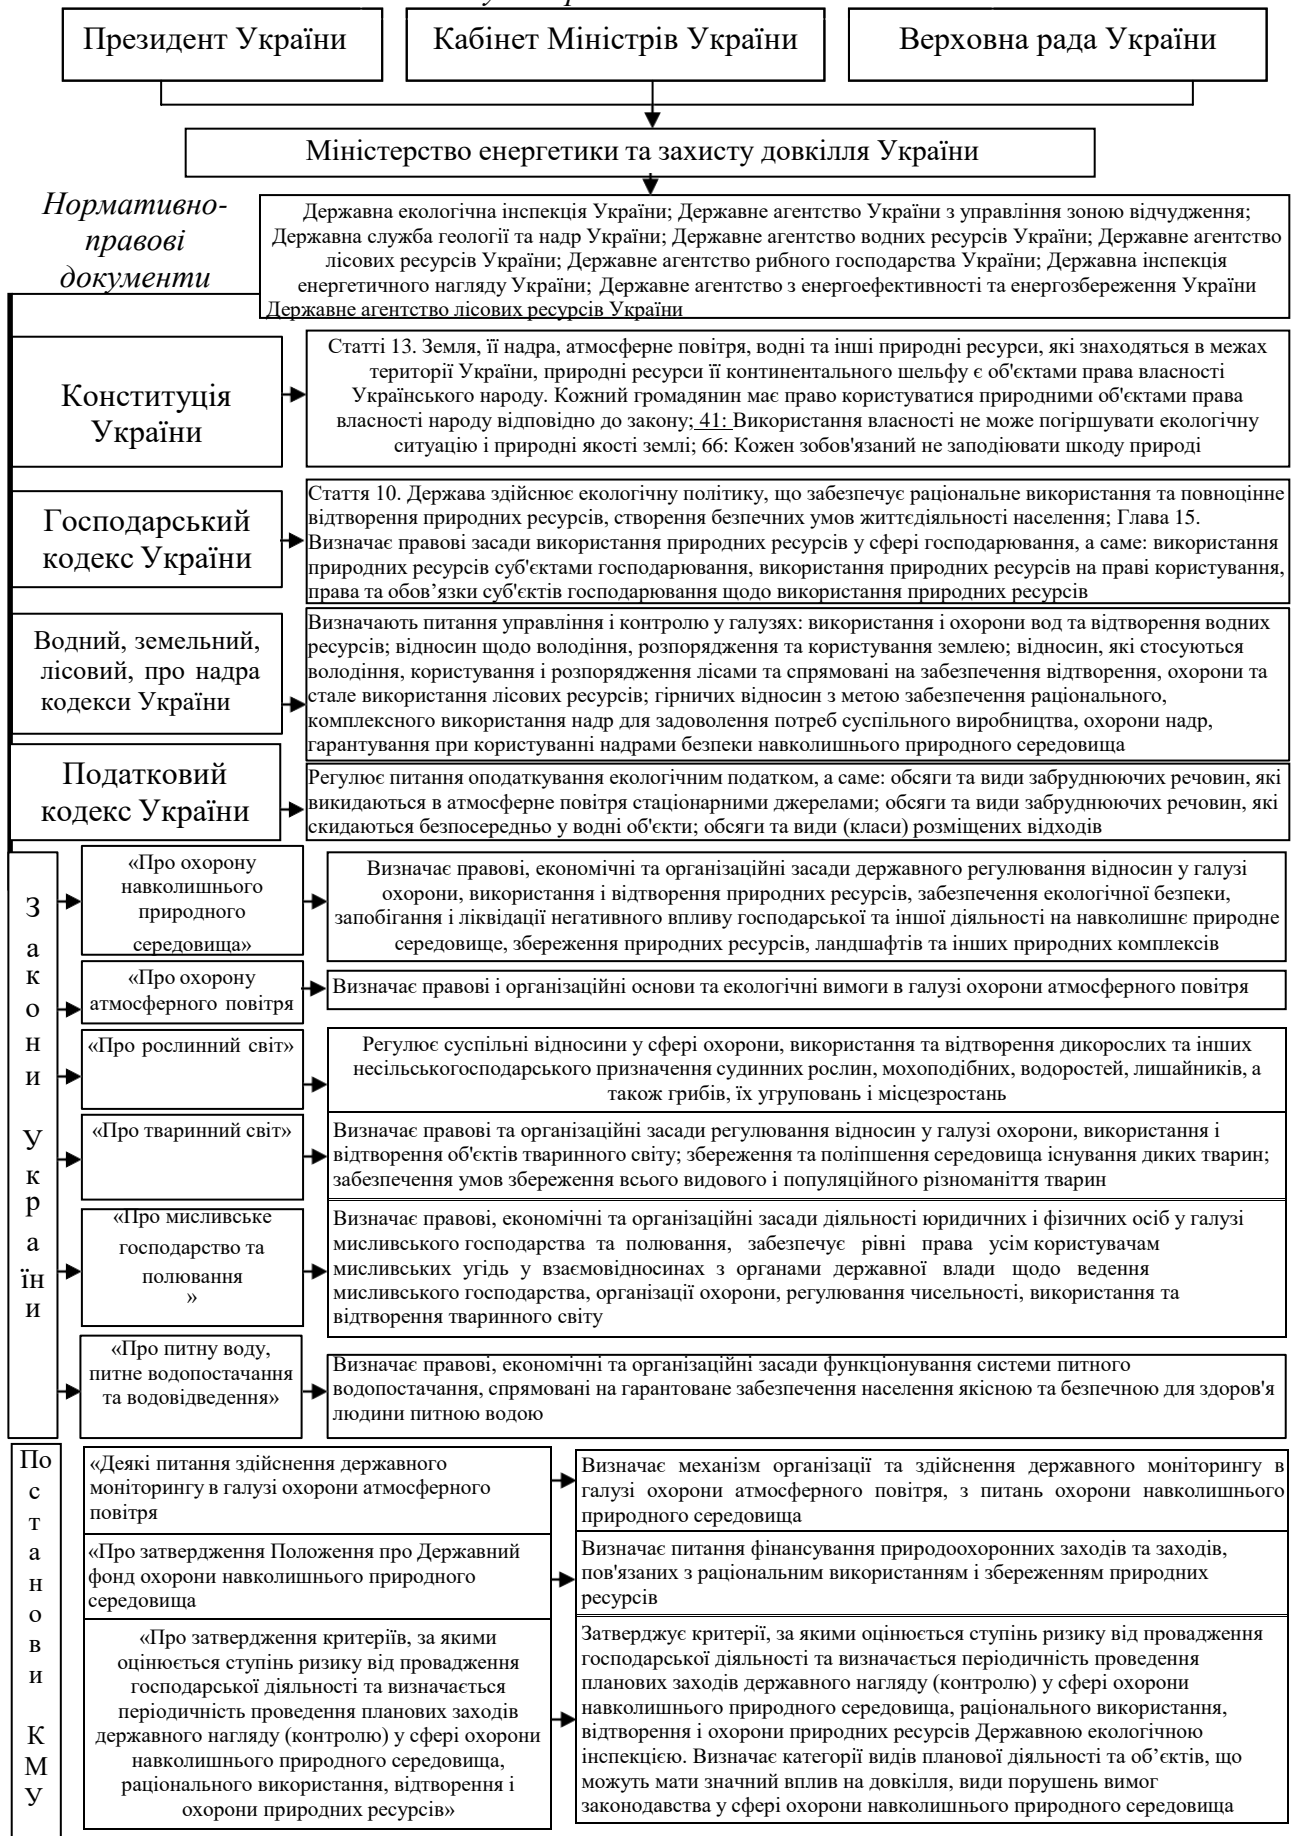 Президент України
Кабінет Міністрів України
Верховна рада України
Міністерство енергетики та захисту довкілля України
Нормативно-
правові
документи
Державна екологічна інспекція України; Державне агентство України з управління зоною відчудження;
Державна служба геології та надр України; Державне агентство водних ресурсів України; Державне агентство
лісових ресурсів України; Державне агентство рибного господарства України; Державна інспекція
енергетичного нагляду України; Державне агентство з енергоефективності та енергозбереження України
Державне агентство лісових ресурсів України
Конституція
України
Статті 13. Земля, її надра, атмосферне повітря, водні та інші природні ресурси, які знаходяться в межах
території України, природні ресурси її континентального шельфу є об'єктами права власності
Українського народу. Кожний громадянин має право користуватися природними об'єктами права
власності народу відповідно до закону; 41: Використання власності не може погіршувати екологічну
ситуацію і природні якості землі; 66: Кожен зобов'язаний не заподіювати шкоду природі
Господарський
кодекс України
Стаття 10. Держава здійснює екологічну політику, що забезпечує раціональне використання та повноцінне
відтворення природних ресурсів, створення безпечних умов життєдіяльності населення; Глава 15.
Визначає правові засади використання природних ресурсів у сфері господарювання, а саме: використання
природних ресурсів суб'єктами господарювання, використання природних ресурсів на праві користування,
права та обов’язки суб'єктів господарювання щодо використання природних ресурсів
Водний, земельний,
лісовий, про надра
кодекси України
Визначають питання управління і контролю у галузях: використання і охорони вод та відтворення водних
ресурсів; відносин щодо володіння, розпорядження та користування землею; відносин, які стосуються
володіння, користування і розпорядження лісами та спрямовані на забезпечення відтворення, охорони та
стале використання лісових ресурсів; гірничих відносин з метою забезпечення раціонального,
комплексного використання надр для задоволення потреб суспільного виробництва, охорони надр,
гарантування при користуванні надрами безпеки навколишнього природного середовища
Податковий
кодекс України
Регулює питання оподаткування екологічним податком, а саме: обсяги та види забруднюючих речовин, які
викидаються в атмосферне повітря стаціонарними джерелами; обсяги та види забруднюючих речовин, які
скидаються безпосередньо у водні об'єкти; обсяги та види (класи) розміщених відходів
З
а
к
о
н
и
У
к
р
а
їн
и
«Про охорону
навколишнього
природного
середовища»
Визначає правові, економічні та організаційні засади державного регулювання відносин у галузі
охорони, використання і відтворення природних ресурсів, забезпечення екологічної безпеки,
запобігання і ліквідації негативного впливу господарської та іншої діяльності на навколишнє природне
середовище, збереження природних ресурсів, ландшафтів та інших природних комплексів
«Про охорону
атмосферного повітря
Визначає правові і організаційні основи та екологічні вимоги в галузі охорони атмосферного повітря
«Про рослинний світ»
Регулює суспільні відносини у сфері охорони, використання та відтворення дикорослих та інших
несільськогосподарського призначення судинних рослин, мохоподібних, водоростей, лишайників, а
також грибів, їх угруповань і місцезростань
«Про тваринний світ»
Визначає правові та організаційні засади регулювання відносин у галузі охорони, використання і
відтворення об'єктів тваринного світу; збереження та поліпшення середовища існування диких тварин;
забезпечення умов збереження всього видового і популяційного різноманіття тварин
«Про мисливське
господарство та
полювання
»
Визначає правові, економічні та організаційні засади діяльності юридичних і фізичних осіб у галузі
мисливського господарства та полювання, забезпечує рівні права усім користувачам
мисливських угідь у взаємовідносинах з органами державної влади щодо ведення
мисливського господарства, організації охорони, регулювання чисельності, використання та
відтворення тваринного світу
«Про питну воду,
питне водопостачання
та водовідведення»
Визначає правові, економічні та організаційні засади функціонування системи питного
водопостачання, спрямовані на гарантоване забезпечення населення якісною та безпечною для здоров'я
людини питною водою
По
с
т
а
н
о
в
и
К
М
У
«Деякі питання здійснення державного
моніторингу в галузі охорони атмосферного
повітря
Визначає механізм організації та здійснення державного моніторингу в
галузі охорони атмосферного повітря, з питань охорони навколишнього
природного середовища
«Про затвердження Положення про Державний
фонд охорони навколишнього природного
середовища
Визначає питання фінансування природоохоронних заходів та заходів,
пов'язаних з раціональним використанням і збереженням природних
ресурсів
«Про затвердження критеріїв, за якими
оцінюється ступінь ризику від провадження
господарської діяльності та визначається
періодичність проведення планових заходів
державного нагляду (контролю) у сфері охорони
навколишнього природного середовища,
раціонального використання, відтворення і
охорони природних ресурсів»
Затверджує критерії, за якими оцінюється ступінь ризику від провадження
господарської діяльності та визначається періодичність проведення
планових заходів державного нагляду (контролю) у сфері охорони
навколишнього природного середовища, раціонального використання,
відтворення і охорони природних ресурсів Державною екологічною
інспекцією. Визначає категорії видів планової діяльності та об’єктів, що
можуть мати значний вплив на довкілля, види порушень вимог
законодавства у сфері охорони навколишнього природного середовища